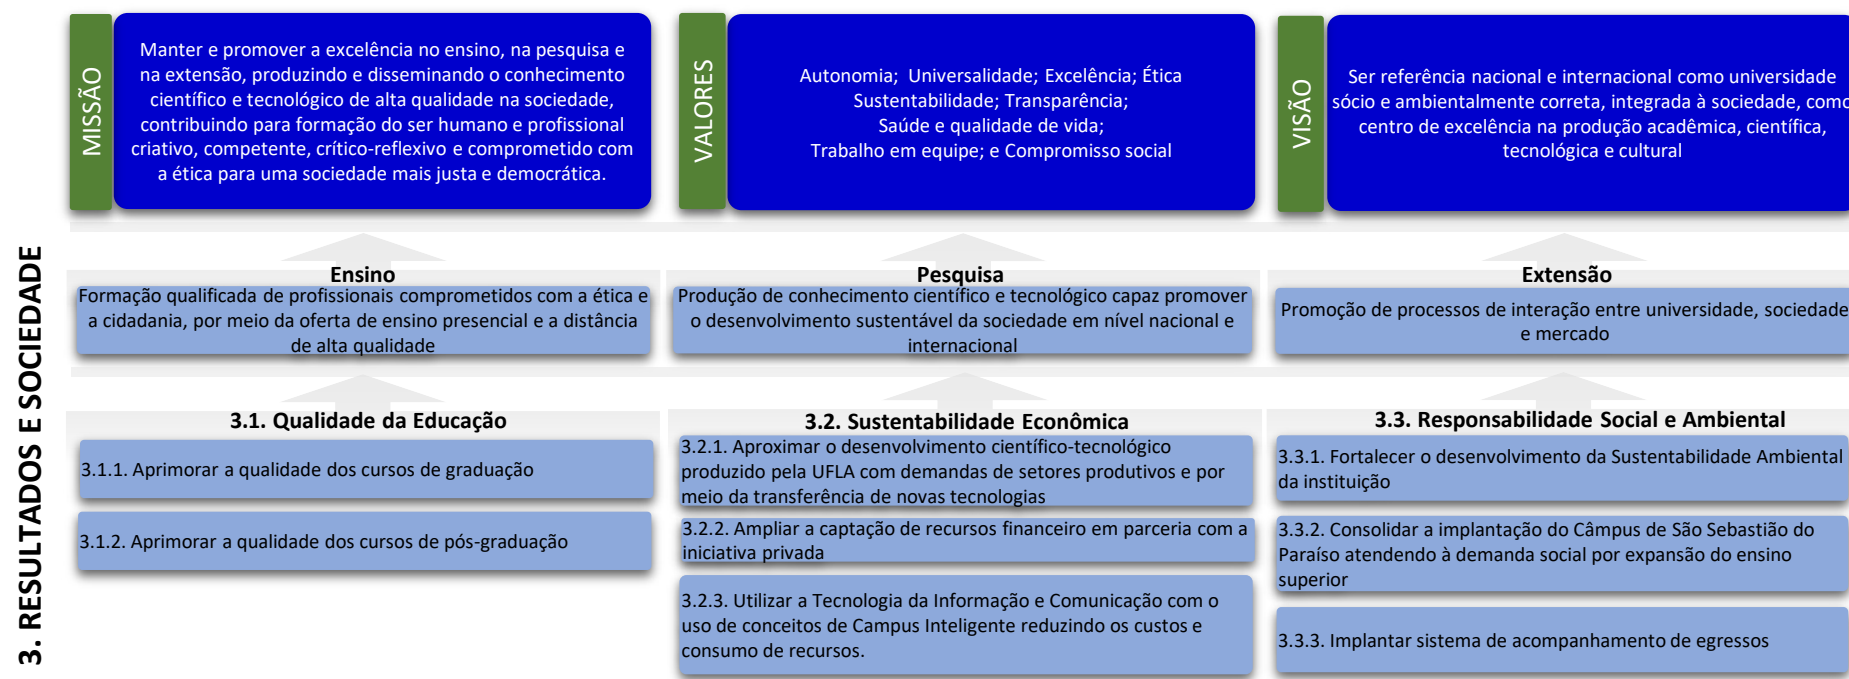 MISSÃO
Manter e promover a excelência no ensino, na pesquisa e
na extensão, produzindo e disseminando o conhecimento
científico e tecnológico de alta qualidade na sociedade,
contribuindo para formação do ser humano e profissional
criativo, competente, crítico-reflexivo e comprometido com
a ética para uma sociedade mais justa e democrática.
VALORES
Autonomia; Universalidade; Excelência; Ética
Sustentabilidade; Transparência;
Saúde e qualidade de vida;
Trabalho em equipe; e Compromisso social
VISÃO
Ser referência nacional e internacional como universidade
sócio e ambientalmente correta, integrada à sociedade, como
centro de excelência na produção acadêmica, científica,
tecnológica e cultural
3. RESULTADOS E SOCIEDADE
Ensino
Formação qualificada de profissionais comprometidos com a ética e
a cidadania, por meio da oferta de ensino presencial e a distância
de alta qualidade
Pesquisa
Produção de conhecimento científico e tecnológico capaz promover
o desenvolvimento sustentável da sociedade em nível nacional e
internacional
Extensão
Promoção de processos de interação entre universidade, sociedade
e mercado
3.1. Qualidade da Educação
3.1.1. Aprimorar a qualidade dos cursos de graduação
3.1.2. Aprimorar a qualidade dos cursos de pós-graduação
3.2. Sustentabilidade Econômica
3.2.1. Aproximar o desenvolvimento científico-tecnológico
produzido pela UFLA com demandas de setores produtivos e por
meio da transferência de novas tecnologias
3.2.2. Ampliar a captação de recursos financeiro em parceria com a
iniciativa privada
3.2.3. Utilizar a Tecnologia da Informação e Comunicação com o
uso de conceitos de Campus Inteligente reduzindo os custos e
consumo de recursos.
3.3. Responsabilidade Social e Ambiental
3.3.1. Fortalecer o desenvolvimento da Sustentabilidade Ambiental
da instituição
3.3.2. Consolidar a implantação do Câmpus de São Sebastião do
Paraíso atendendo à demanda social por expansão do ensino
superior
3.3.3. Implantar sistema de acompanhamento de egressos